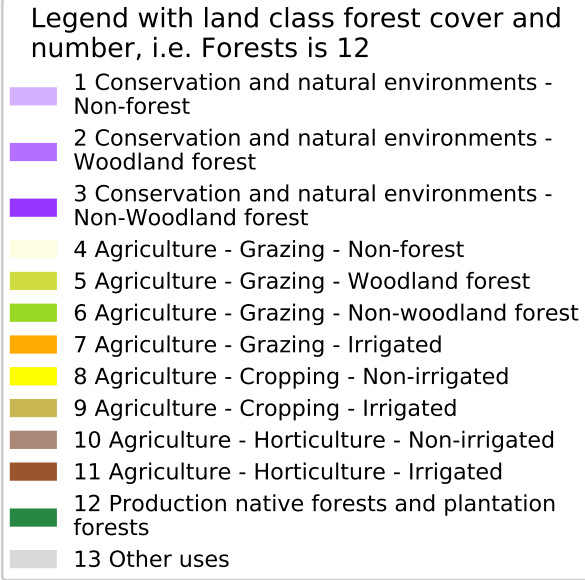 Legend with land class forest cover and
number, i.e. Forests is 12
1 Conservation and natural environments -
Non-forest
2 Conservation and natural environments -
Woodland forest
3 Conservation and natural environments -
Non-Woodland forest
4 Agriculture - Grazing - Non-forest
5 Agriculture - Grazing - Woodland forest
6 Agriculture - Grazing - Non-woodland forest
7 Agriculture - Grazing - Irrigated
8 Agriculture - Cropping - Non-irrigated
9 Agriculture - Cropping - Irrigated
10 Agriculture - Horticulture - Non-irrigated
11 Agriculture - Horticulture - Irrigated
12 Production native forests and plantation
forests
13 Other uses